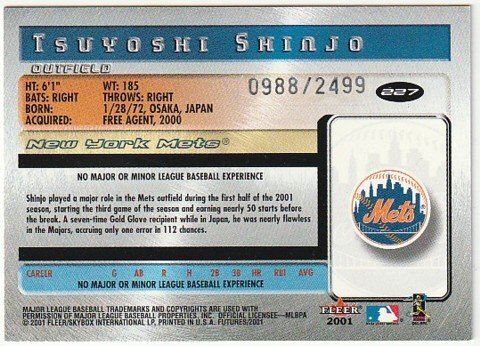 TSUYOSHI SHINJO
OUTFIELD
HT: 6'1" WT: 185
BATS: RIGHT THROWS: RIGHT
BORN: 1/28/72, OSAKA, JAPAN
ACQUIRED: FREE AGENT, 2000
0988/2499
227
New York Mets®
NO MAJOR OR MINOR LEAGUE BASEBALL EXPERIENCE
Shinjo played a major role in the Mets outfield during the first half of the 2001
season, starting the third game of the season and earning nearly 50 starts before
the break. A seven-time Gold Glove recipient while in Japan, he was nearly flawless
in the Majors, accruing only one error in 112 chances.
Mets
CAREER G AB R H 2B 3B HR RBI AVG
NO MAJOR OR MINOR LEAGUE BASEBALL EXPERIENCE
MAJOR LEAGUE BASEBALL TRADEMARKS AND COPYRIGHTS ARE USED WITH
PERMISSION OF MAJOR LEAGUE BASEBALL PROPERTIES, INC. OFFICIAL LICENSEE—MLBPA
© 2001 FLEER/SKYBOX INTERNATIONAL LP, PRINTED IN U.S.A. FUTURES/2001
FLEER
2001